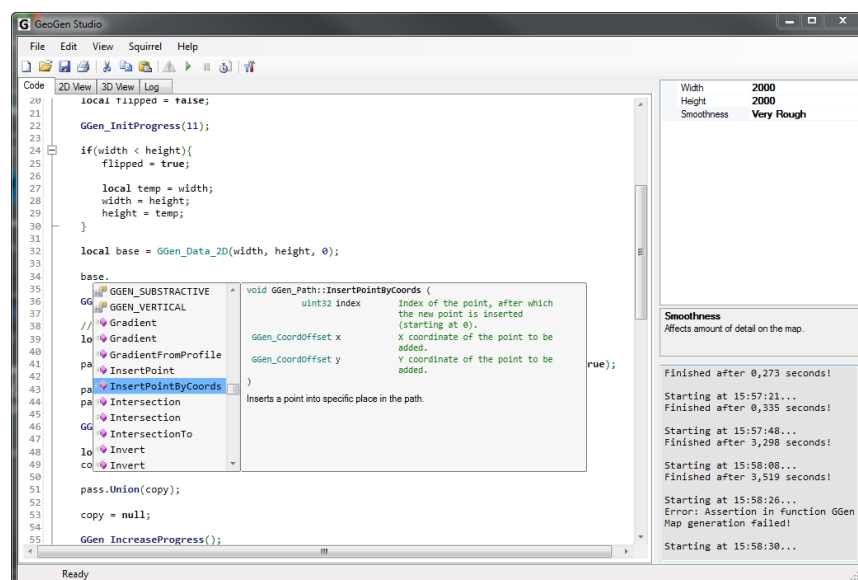 GeoGen Studio
File Edit View Squirrel Help
Code 2D View 3D View Log
20 local flipped = false;
21
22 GGen_InitProgress(11);
23
24 if(width < height){
25 flipped = true;
26
27 local temp = width;
28 width = height;
29 height = temp;
30 }
31
32 local base = GGen_Data_2D(width, height, 0);
33
34 base.
35
36 GG
37
38 //
39 lo
40
41 pa rue);
42
43 pa
44 pa
45
46 GG
47
48 lo
49 co
50
51 pass.Union(copy);
52
53 copy = null;
54
55 GGen_IncreaseProgress();
GGEN_SUBSTRACTIVE
GGEN_VERTICAL
Gradient
Gradient
GradientFromProfile
InsertPoint
InsertPointByCoords
Intersection
Intersection
IntersectionTo
Invert
Invert
void GGen_Path::InsertPointByCoords (
uint32 index Index of the point, after which
the new point is inserted
(starting at 0).
GGen_CoordOffset x X coordinate of the point to be
added.
GGen_CoordOffset y Y coordinate of the point to be
added.
)
Inserts a point into specific place in the path.
Width 2000
Height 2000
Smoothness Very Rough
Smoothness
Affects amount of detail on the map.
Finished after 0,273 seconds!
Starting at 15:57:21...
Finished after 0,335 seconds!
Starting at 15:57:48...
Finished after 3,298 seconds!
Starting at 15:58:08...
Finished after 3,519 seconds!
Starting at 15:58:26...
Error: Assertion in function GGen
Map generation failed!
Starting at 15:58:30...
Ready